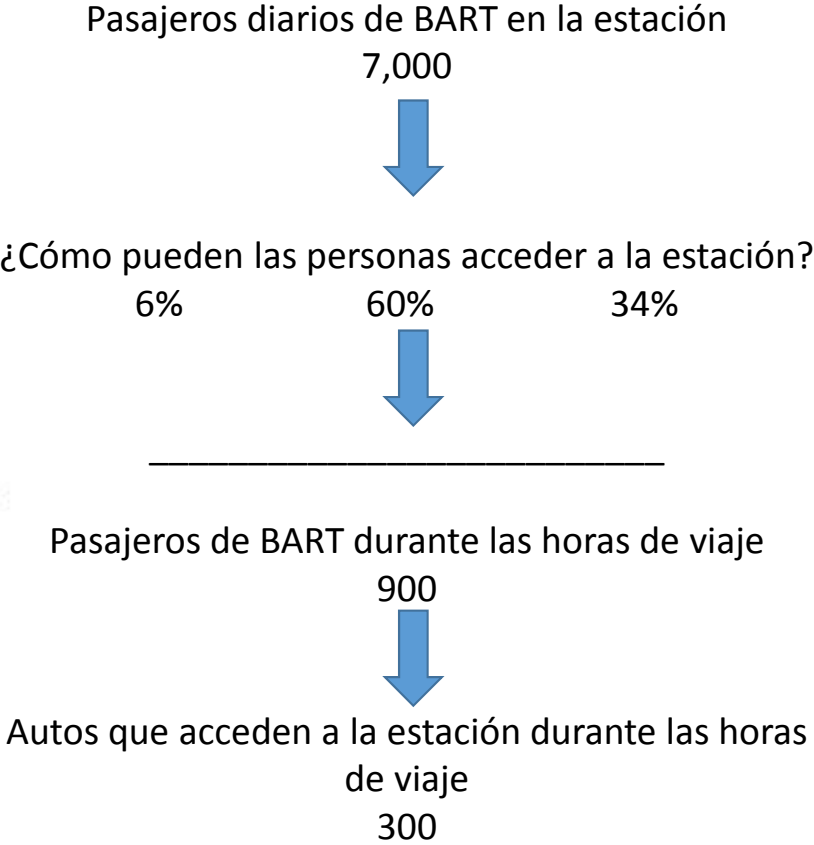 Pasajeros diarios de BART en la estación
7,000
¿Cómo pueden las personas acceder a la estación?
6% 60% 34%
Pasajeros de BART durante las horas de viaje
900
Autos que acceden a la estación durante las horas
de viaje
300